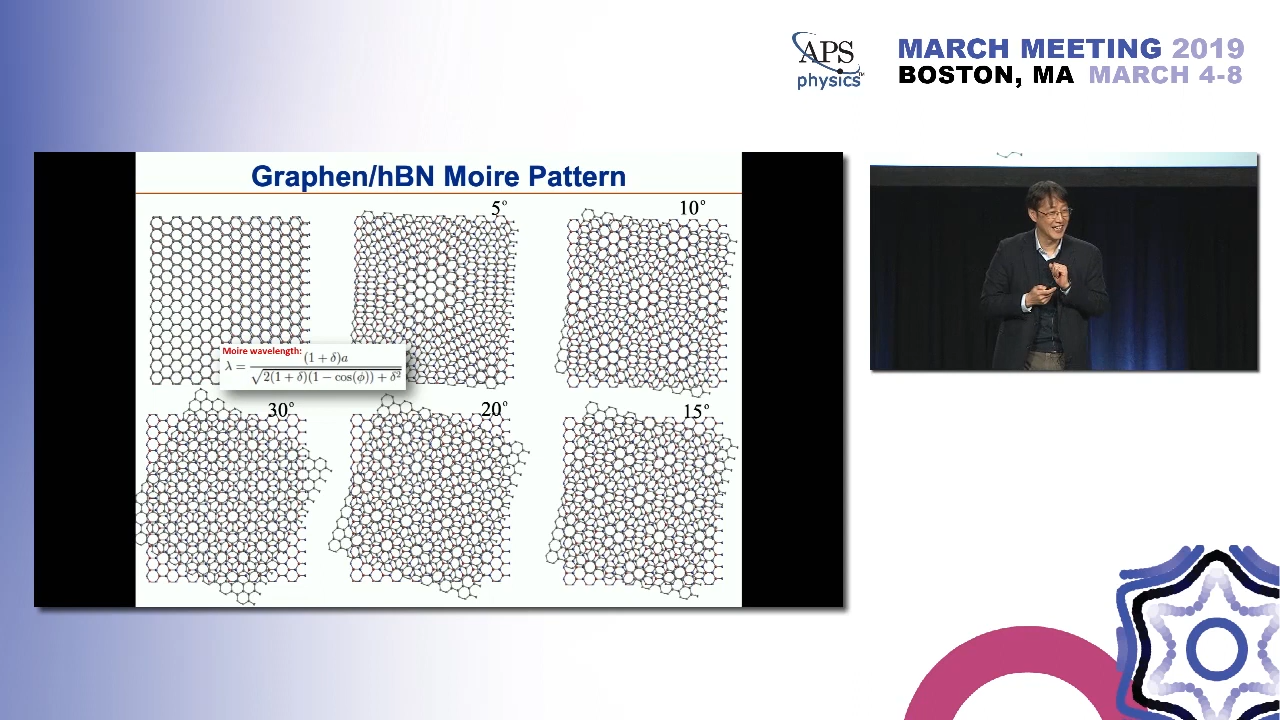 APS
physics™
MARCH MEETING 2019
BOSTON, MA MARCH 4-8
Graphen/hBN Moire Pattern
5°
10°
Moire wavelength:
λ = (1 + δ)a / √2(1 + δ)(1 − cos(ϕ)) + δ²
30°
20°
15°